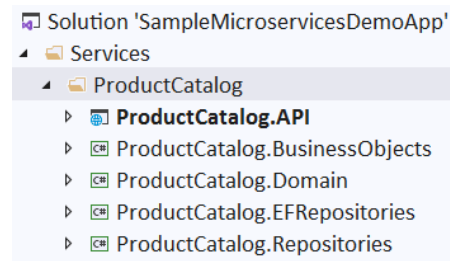 Solution 'SampleMicroservicesDemoApp'
Services
ProductCatalog
ProductCatalog.API
C# ProductCatalog.BusinessObjects
C# ProductCatalog.Domain
C# ProductCatalog.EFRepositories
C# ProductCatalog.Repositories